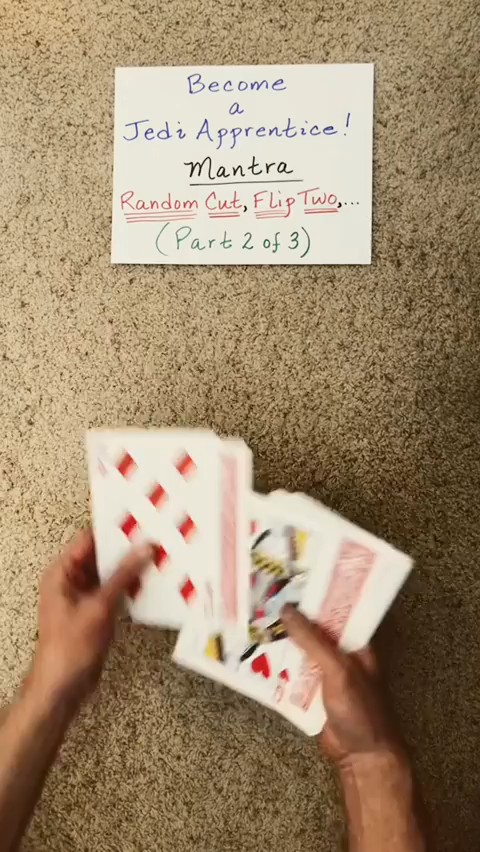 Become
a
Jedi Apprentice!
Mantra
Random Cut, Flip Two,...
(Part 2 of 3)